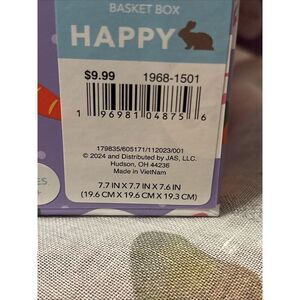 BASKET BOX
HAPPY
$9.99 1968-1501
1 96981 04875 6
179835/605171/112023/001
© 2024 and Distributed by JAS, LLC.
Hudson, OH 44236
Made in VietNam
7.7 IN X 7.7 IN X 7.6 IN
(19.6 CM X 19.6 CM X 19.3 CM)
ES